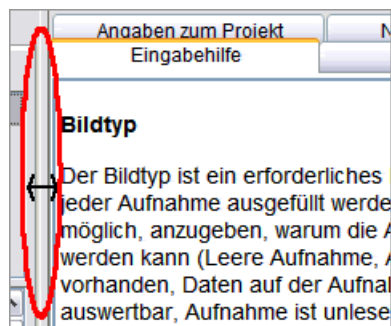 Angaben zum Projekt N
Eingabehilfe
Bildtyp
Der Bildtyp ist ein erforderliches
jeder Aufnahme ausgefüllt werde
möglich, anzugeben, warum die A
werden kann (Leere Aufnahme, A
vorhanden, Daten auf der Aufnal
auswertbar, Aufnahme ist unlese